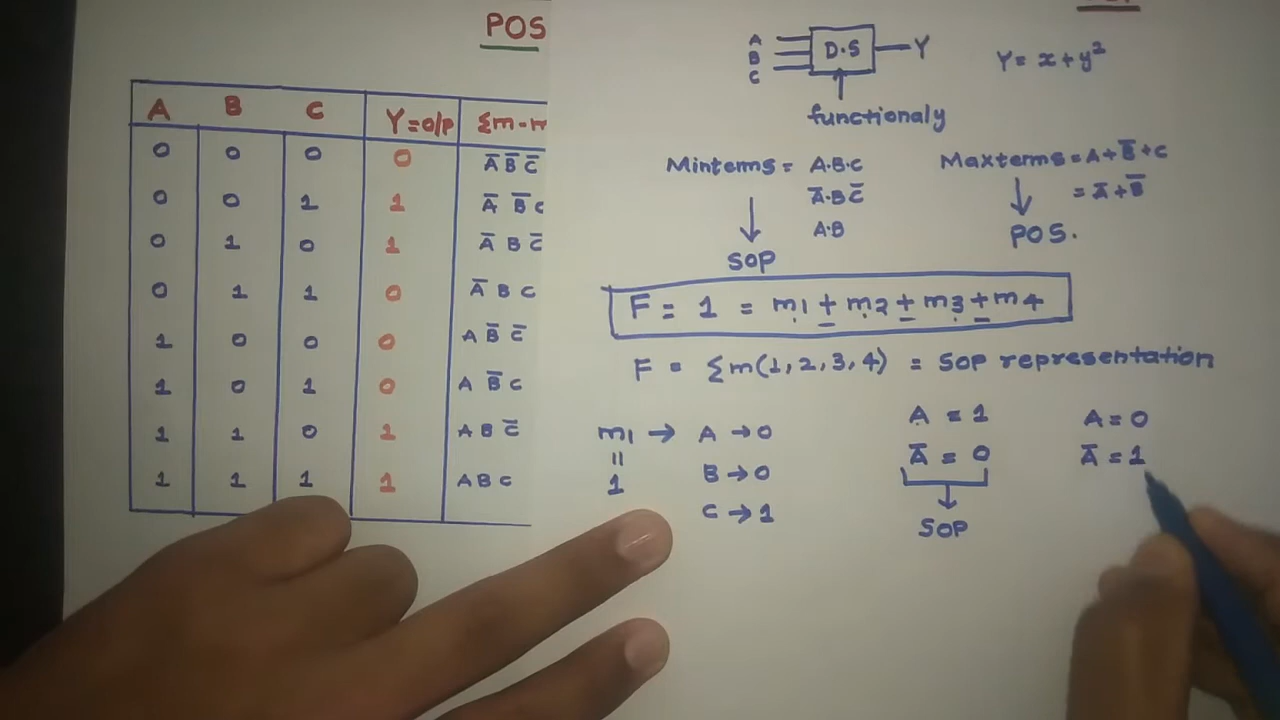 POS
A B C Y=o/p Σm-m
0 0 0 0 A̅ B̅ C̅
0 0 1 1 A̅ B̅ C
0 1 0 1 A̅ B C̅
0 1 1 0 A̅ B C
1 0 0 0 A B̅ C̅
1 0 1 0 A B̅ C
1 1 0 1 A B C̅
1 1 1 1 A B C
A
B
C
D.S
Y
Y = x + y²
functionaly
Minterms = A·B·C
A̅·B C̅
A·B
SOP
Maxterms = A + B̅ + C
= A̅ + B̅
POS.
F = 1 = m1 + m2 + m3 + m4
F = Σm(1, 2, 3, 4) = SOP representation
m1 → A → 0
= B → 0
1 C → 1
A = 1
A̅ = 0
SOP
A = 0
A̅ = 1